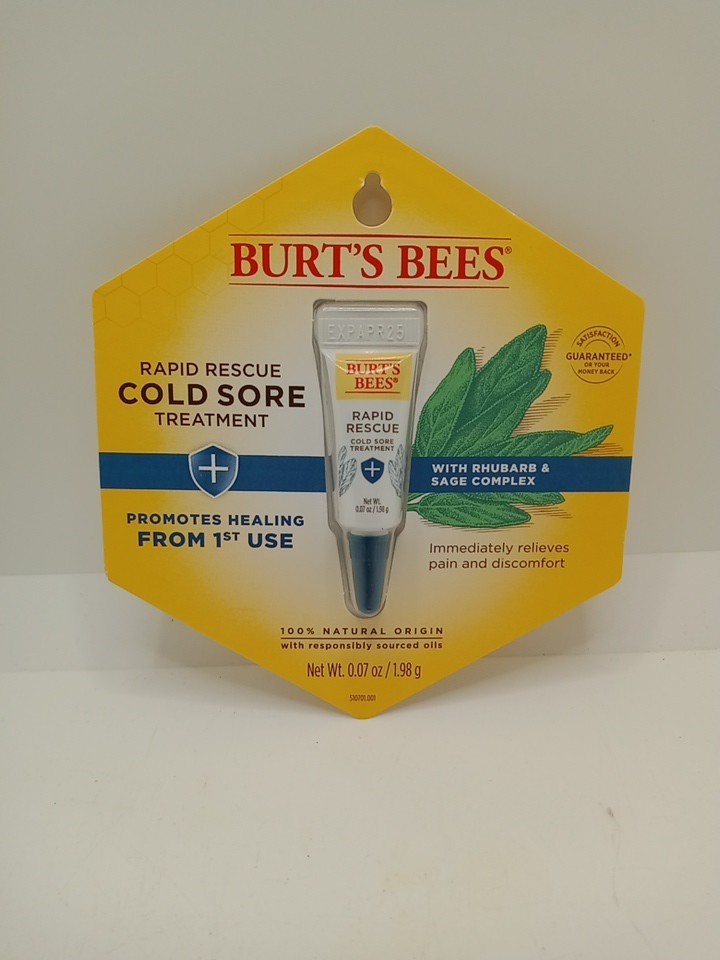 BURT'S BEES®
RAPID RESCUE
COLD SORE
TREATMENT
PROMOTES HEALING
FROM 1ST USE
EXPAPR25
BURT'S
BEES®
RAPID
RESCUE
COLD SORE
TREATMENT
Net Wt.
0.07 oz / 1.98 g
SATISFACTION
GUARANTEED*
OR YOUR
MONEY BACK
WITH RHUBARB &
SAGE COMPLEX
Immediately relieves
pain and discomfort
100% NATURAL ORIGIN
with responsibly sourced oils
Net Wt. 0.07 oz / 1.98 g
510701.001